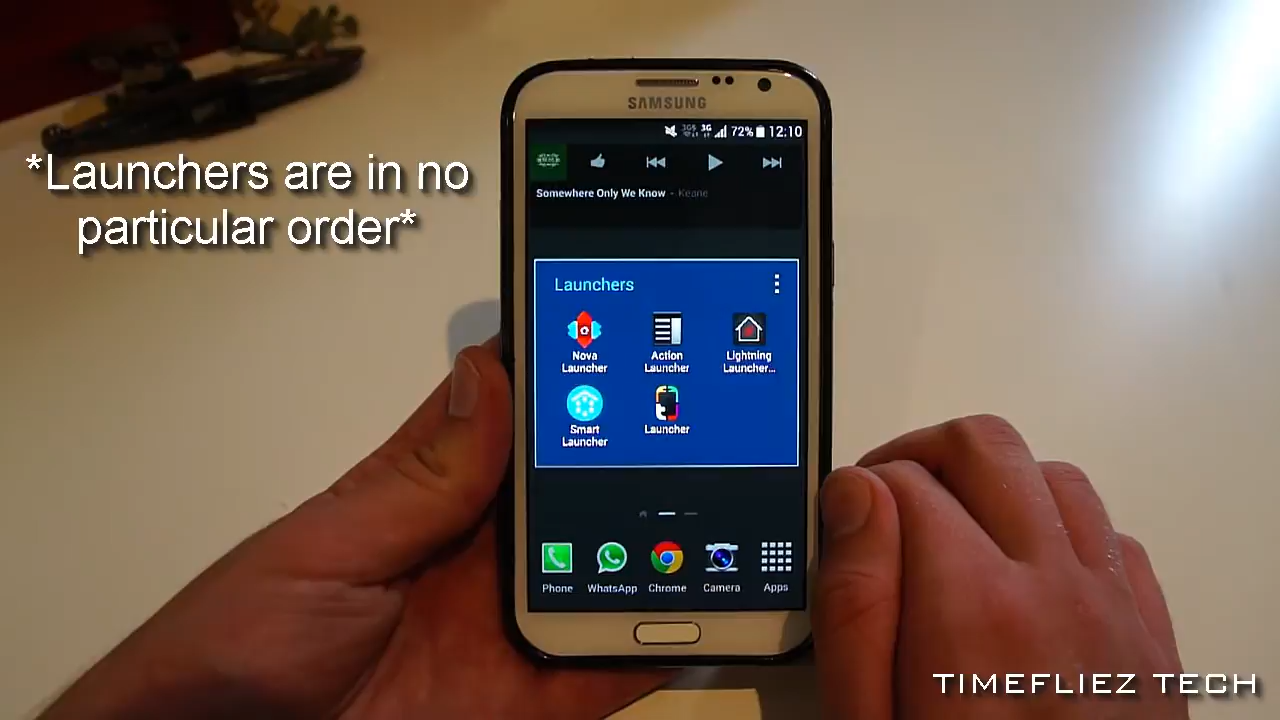 *Launchers are in no
particular order*
SAMSUNG
3G 72% 12:10
Somewhere Only We Know - Keane
Launchers
Nova
Launcher
Action
Launcher
Lightning
Launcher...
Smart
Launcher
Launcher
Phone
WhatsApp
Chrome
Camera
Apps
TIMEFLIEZ TECH